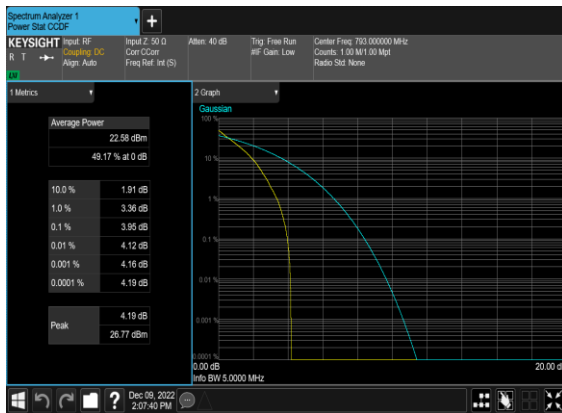 Spectrum Analyzer 1
Power Stat CCDF
KEYSIGHT
R T
LXI
Input: RF
Coupling: DC
Align: Auto
Input Z: 50 Ω
Corr CCorr
Freq Ref: Int (S)
Atten: 40 dB
Trig: Free Run
#IF Gain: Low
Center Freq: 793.000000 MHz
Counts: 1.00 M/1.00 Mpt
Radio Std: None
1 Metrics
Average Power
22.58 dBm
49.17 % at 0 dB
10.0 % 1.91 dB
1.0 % 3.36 dB
0.1 % 3.95 dB
0.01 % 4.12 dB
0.001 % 4.16 dB
0.0001 % 4.19 dB
Peak
4.19 dB
26.77 dBm
2 Graph
Gaussian
100 %
10 %
1 %
0.1 %
0.01 %
0.001 %
0.0001 %
0.00 dB
20.00 d
Info BW 5.0000 MHz
?
Dec 09, 2022
2:07:40 PM